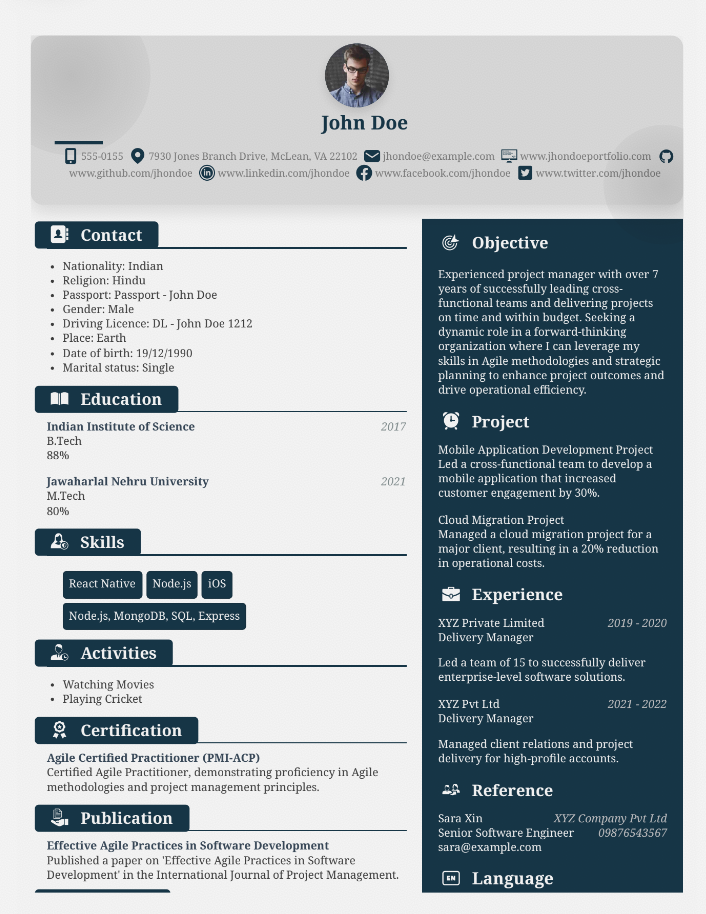 John Doe
555-0155 7930 Jones Branch Drive, McLean, VA 22102 jhondoe@example.com www.jhondoeportfolio.com
www.github.com/jhondoe www.linkedin.com/jhondoe www.facebook.com/jhondoe www.twitter.com/jhondoe
Contact
• Nationality: Indian
• Religion: Hindu
• Passport: Passport - John Doe
• Gender: Male
• Driving Licence: DL - John Doe 1212
• Place: Earth
• Date of birth: 19/12/1990
• Marital status: Single
Education
Indian Institute of Science 2017
B.Tech
88%
Jawaharlal Nehru University 2021
M.Tech
80%
Skills
React Native Node.js iOS
Node.js, MongoDB, SQL, Express
Activities
• Watching Movies
• Playing Cricket
Certification
Agile Certified Practitioner (PMI-ACP)
Certified Agile Practitioner, demonstrating proficiency in Agile
methodologies and project management principles.
Publication
Effective Agile Practices in Software Development
Published a paper on 'Effective Agile Practices in Software
Development' in the International Journal of Project Management.
Objective
Experienced project manager with over 7
years of successfully leading cross-
functional teams and delivering projects
on time and within budget. Seeking a
dynamic role in a forward-thinking
organization where I can leverage my
skills in Agile methodologies and strategic
planning to enhance project outcomes and
drive operational efficiency.
Project
Mobile Application Development Project
Led a cross-functional team to develop a
mobile application that increased
customer engagement by 30%.
Cloud Migration Project
Managed a cloud migration project for a
major client, resulting in a 20% reduction
in operational costs.
Experience
XYZ Private Limited 2019 - 2020
Delivery Manager
Led a team of 15 to successfully deliver
enterprise-level software solutions.
XYZ Pvt Ltd 2021 - 2022
Delivery Manager
Managed client relations and project
delivery for high-profile accounts.
Reference
Sara Xin XYZ Company Pvt Ltd
Senior Software Engineer 09876543567
sara@example.com
EN Language